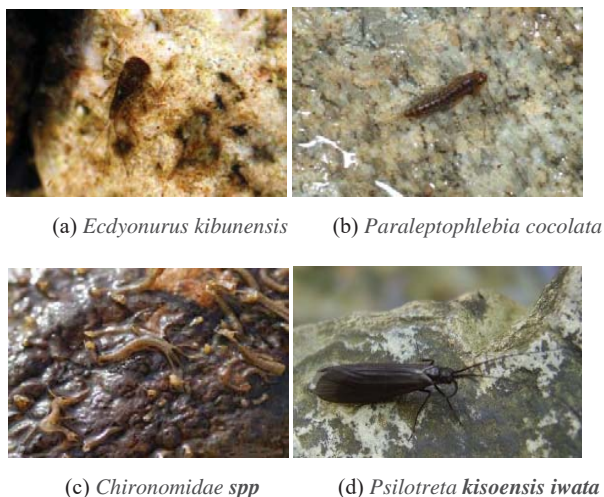 (a) Ecdyonurus kibunensis (b) Paraleptophlebia cocolata
(c) Chironomidae spp (d) Psilotreta kisoensis iwata